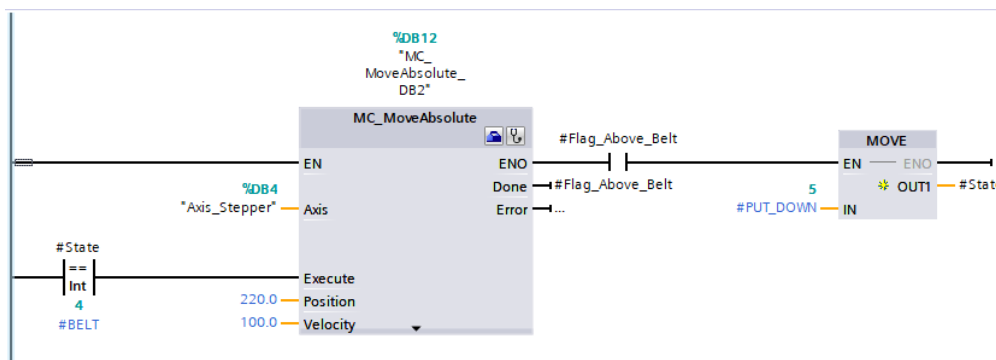 %DB12
"MC_
MoveAbsolute_
DB2"
MC_MoveAbsolute
#Flag_Above_Belt
MOVE
EN
ENO
EN
ENO
%DB4
Done
#Flag_Above_Belt
5
OUT1
#Stat
"Axis_Stepper"
Axis
Error
...
#PUT_DOWN
IN
#State
==
Int
Execute
4
220.0
Position
#BELT
100.0
Velocity